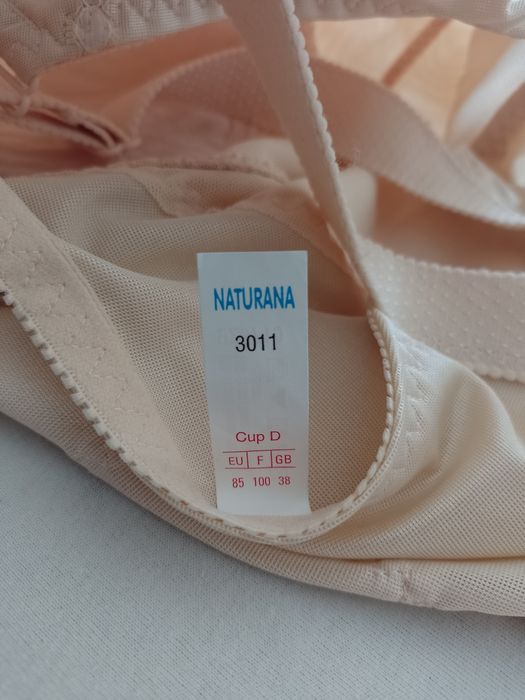 NATURANA
3011
Cup D
EU F GB
85 100 38